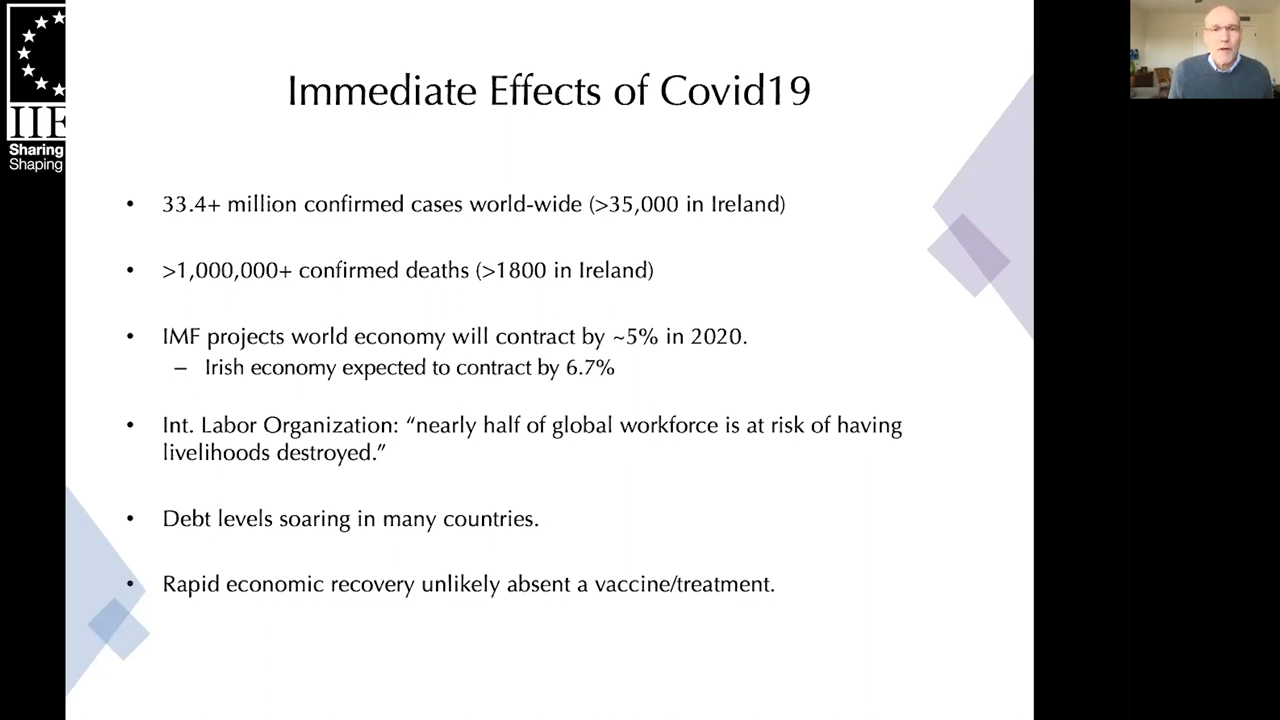 IIE
Sharing
Shaping
Immediate Effects of Covid19
• 33.4+ million confirmed cases world-wide (>35,000 in Ireland)
• >1,000,000+ confirmed deaths (>1800 in Ireland)
• IMF projects world economy will contract by ~5% in 2020.
– Irish economy expected to contract by 6.7%
• Int. Labor Organization: “nearly half of global workforce is at risk of having
livelihoods destroyed.”
• Debt levels soaring in many countries.
• Rapid economic recovery unlikely absent a vaccine/treatment.